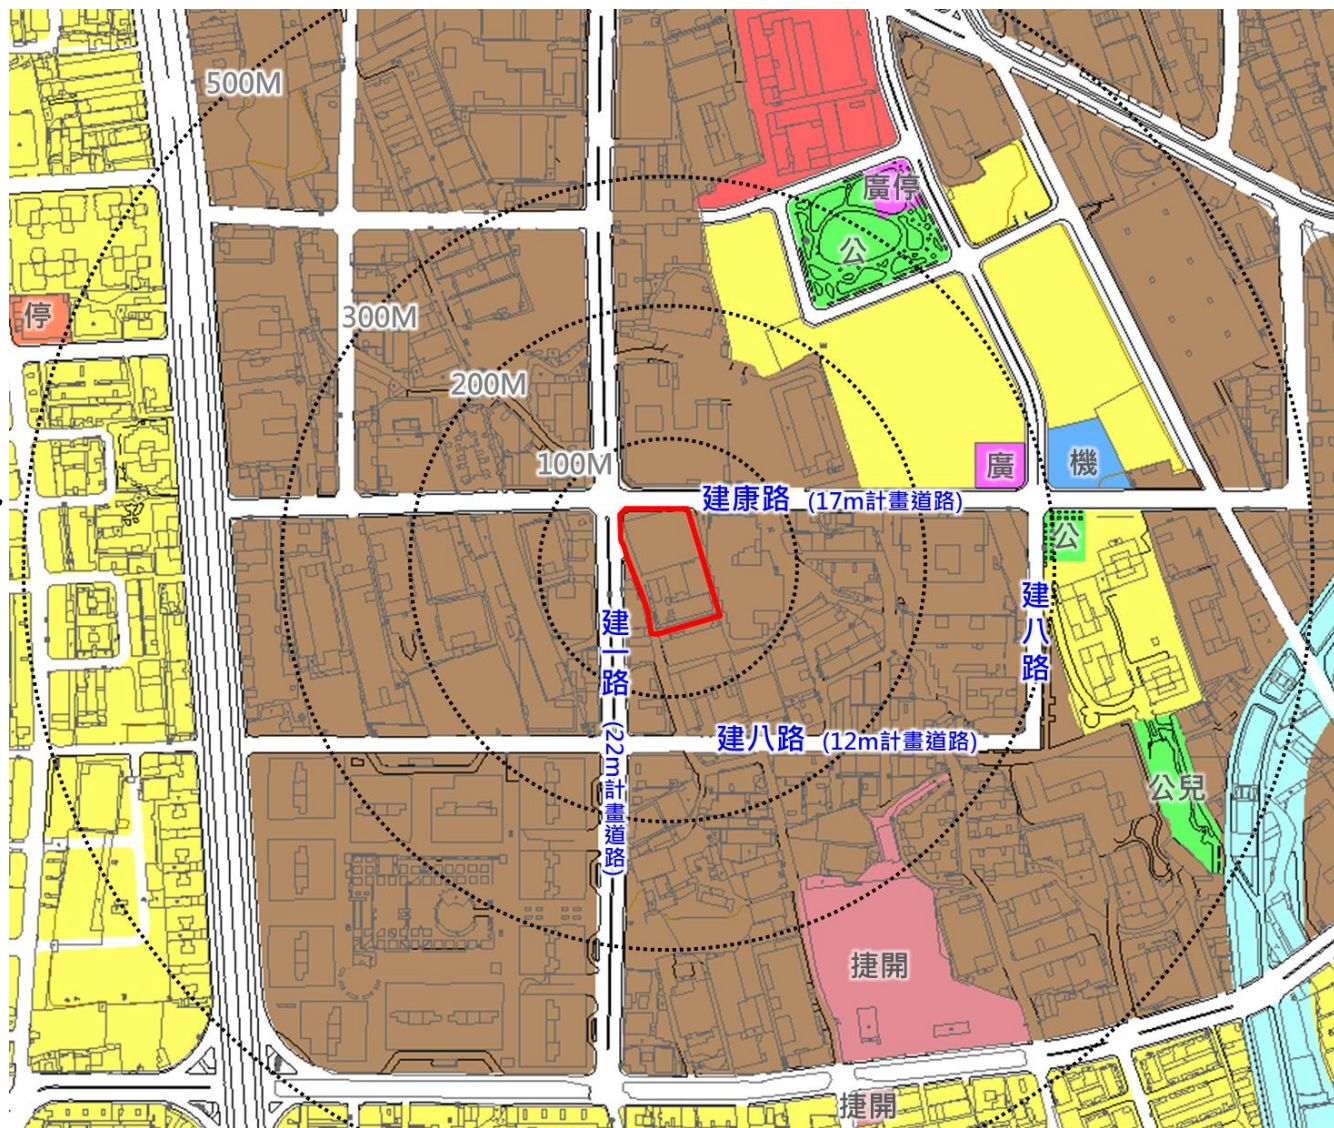 500M
廣停
公
停
300M
200M
100M
廣
機
建康路 (17m計畫道路)
公
建八路
建一路 (22m計畫道路)
建八路 (12m計畫道路)
公兒
捷開
捷開